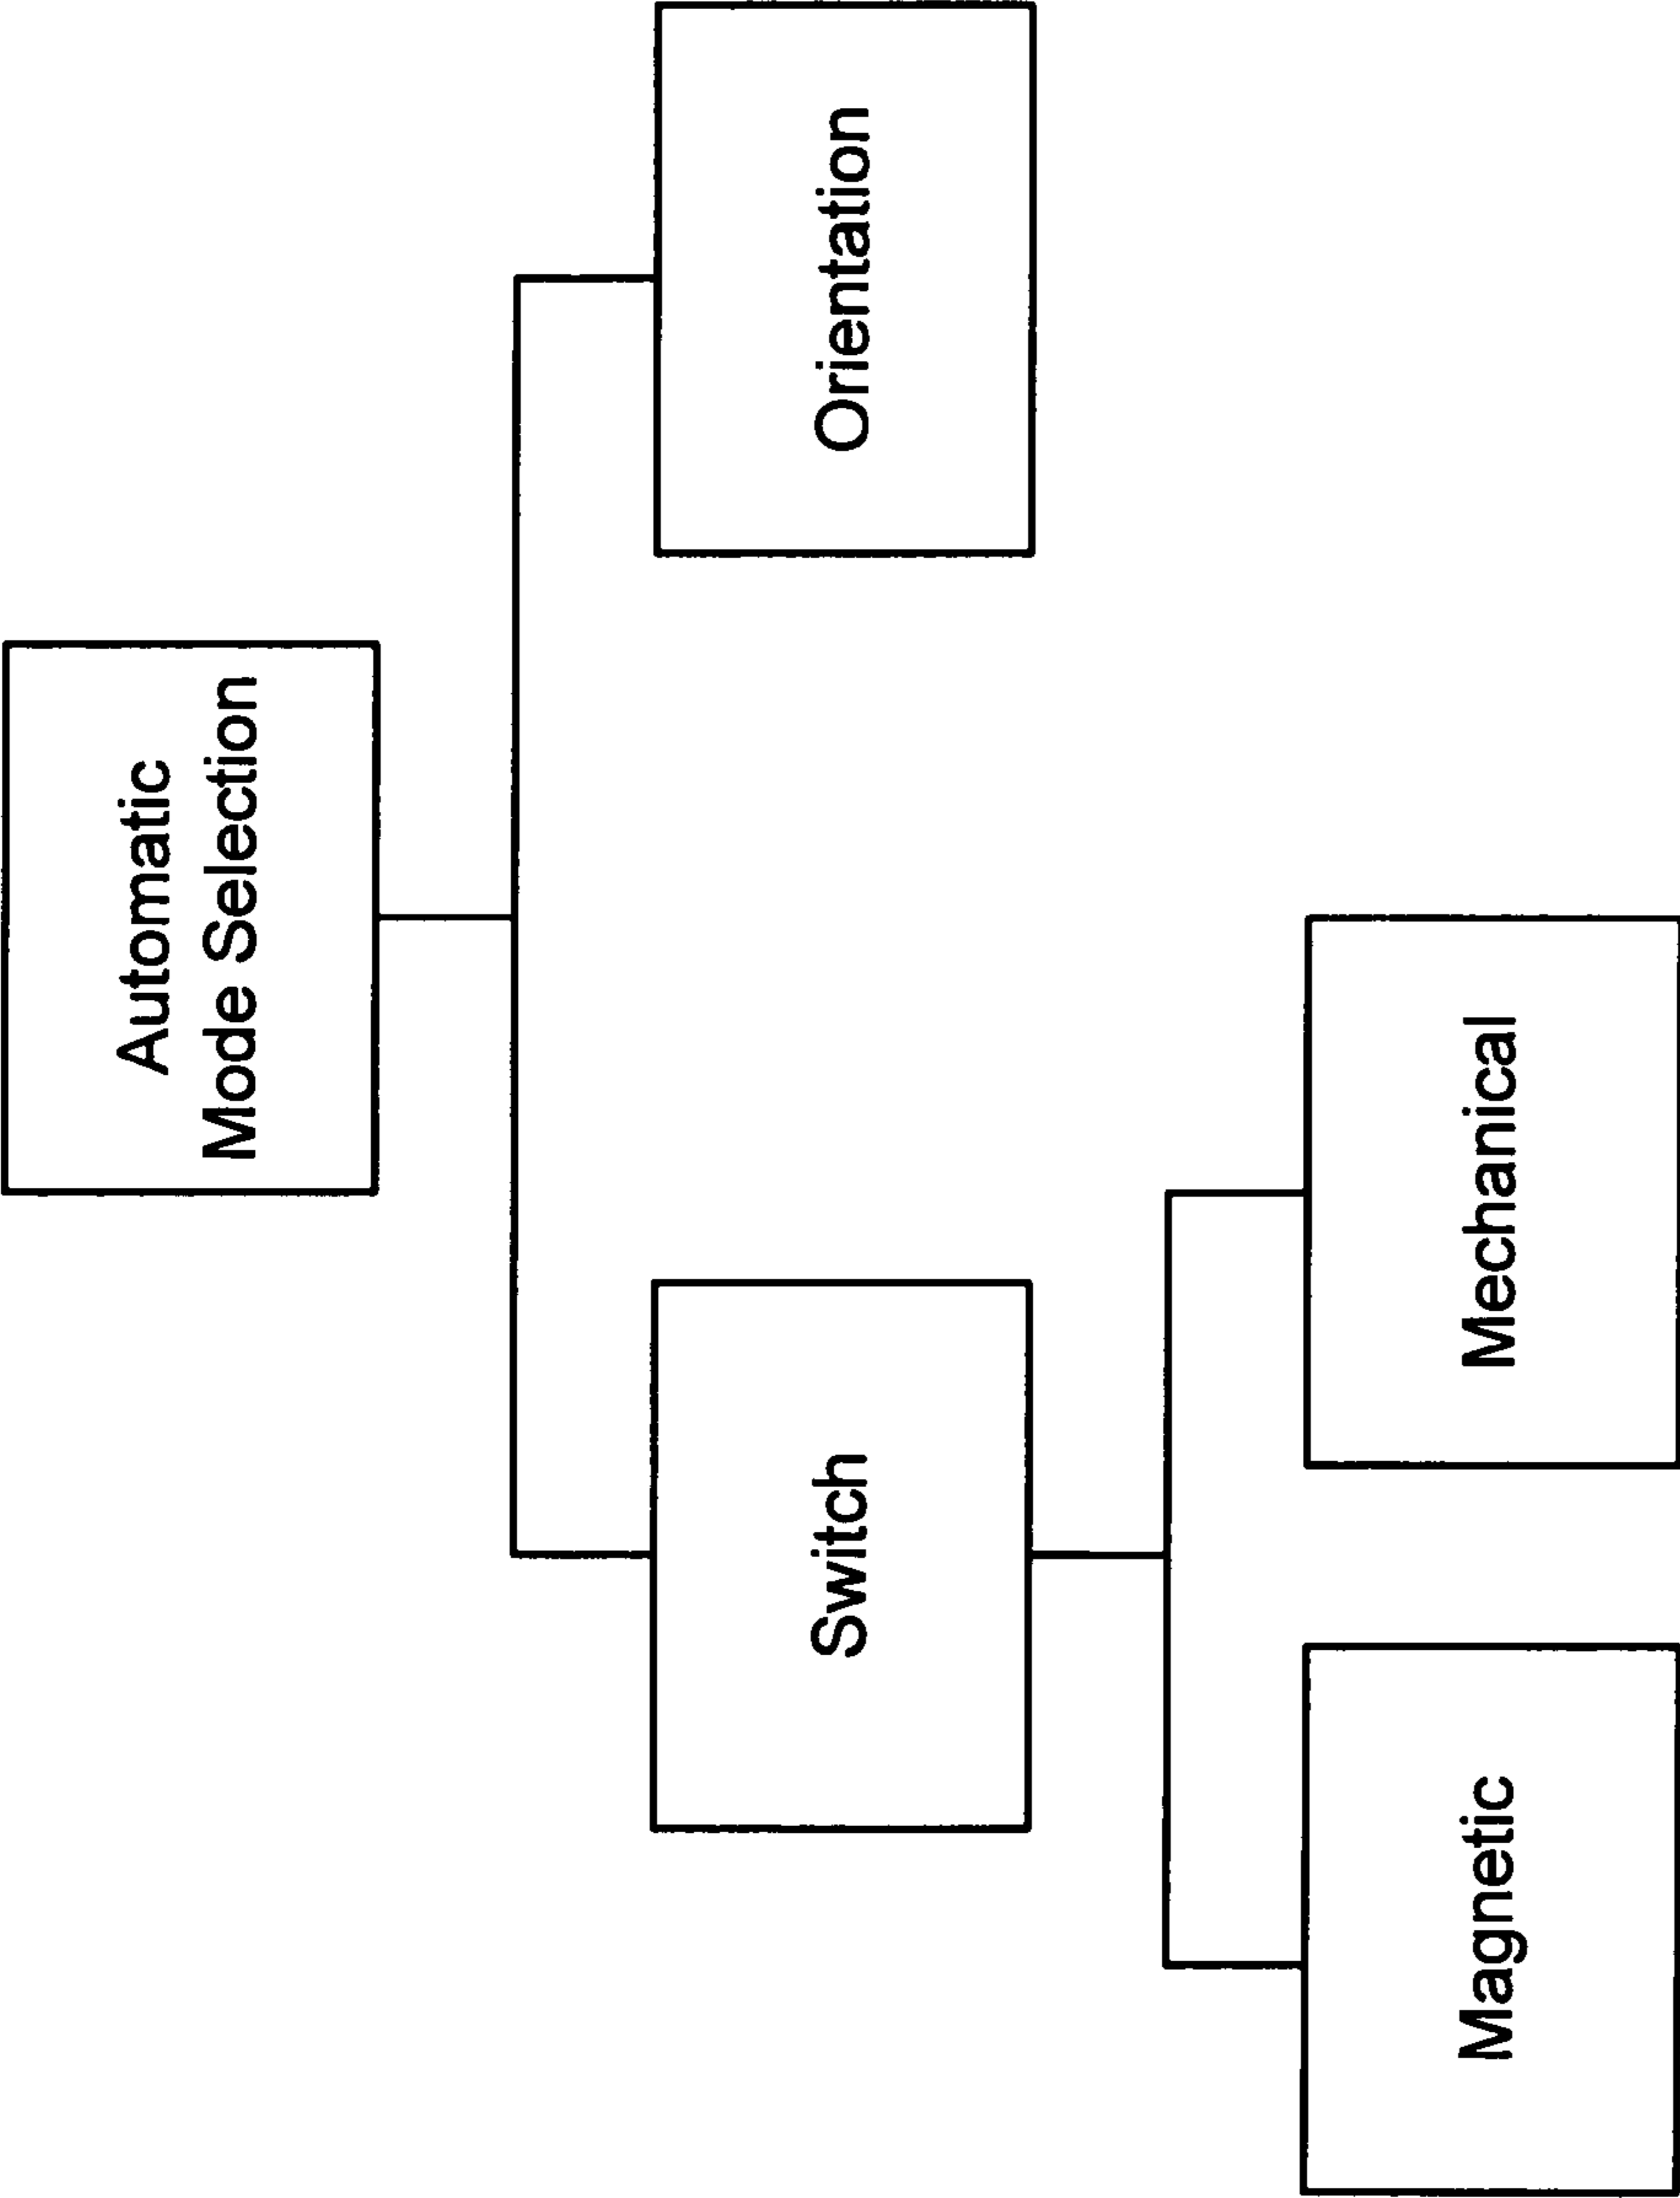 Automatic
Mode Selection
Switch
Orientation
Magnetic
Mechanical